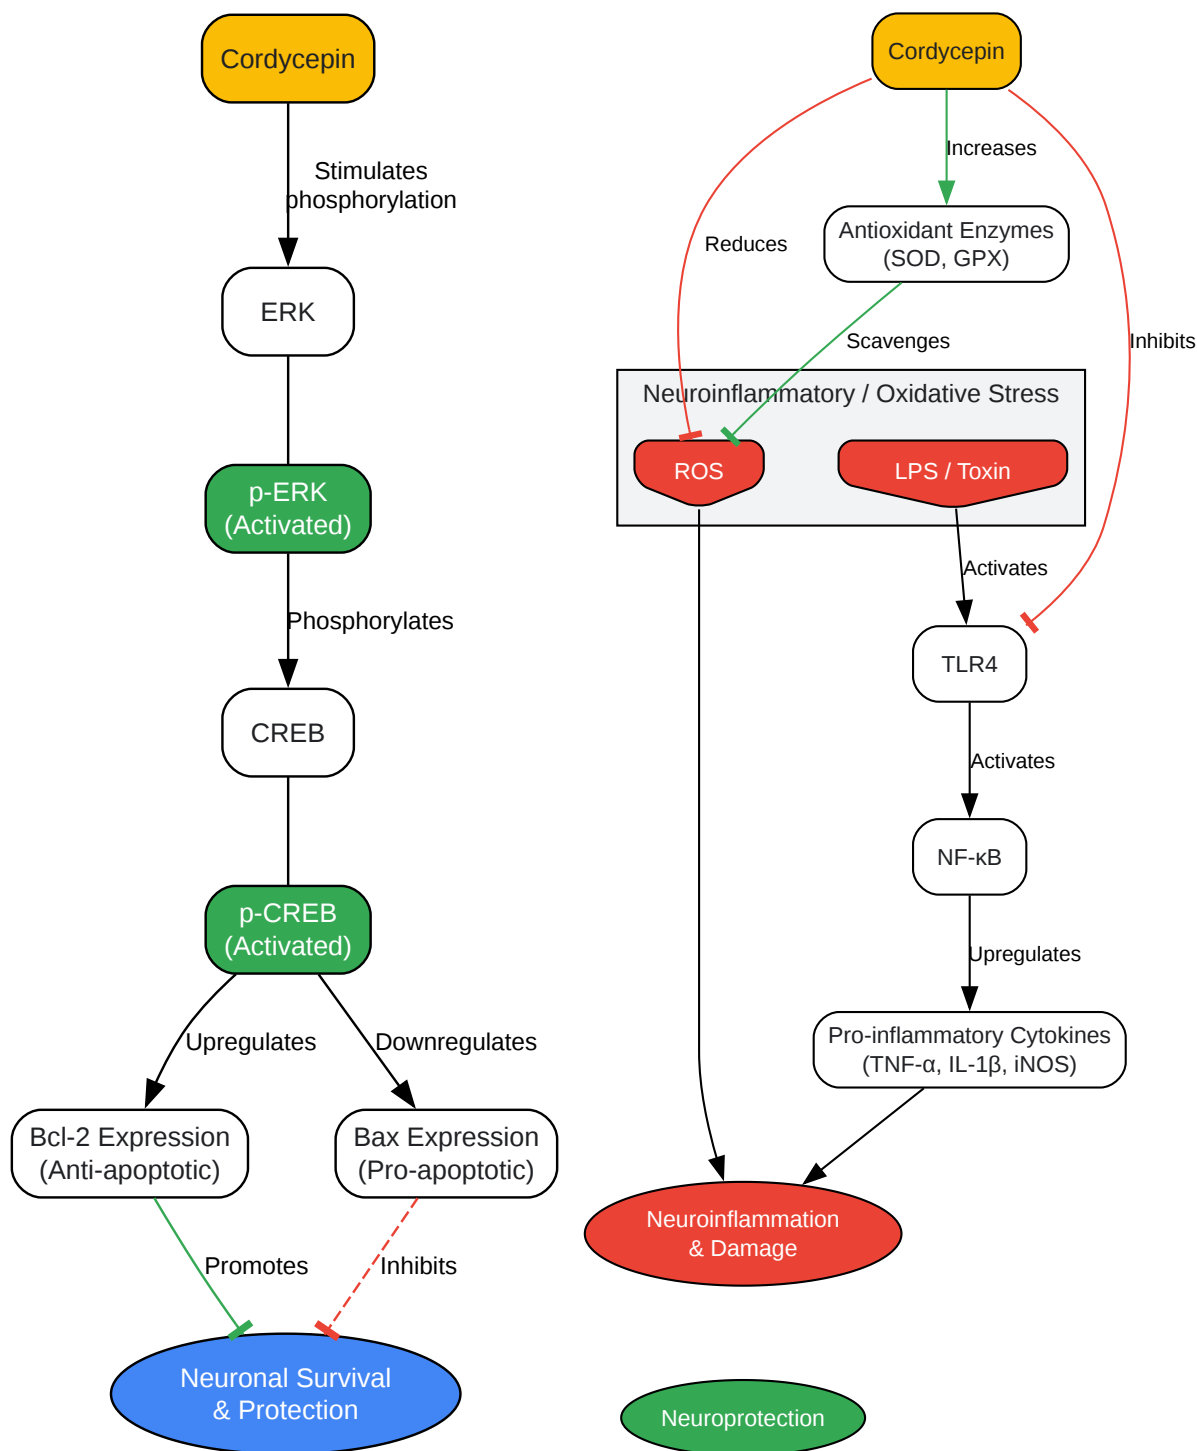 Cordycepin
Stimulates
phosphorylation
ERK
p-ERK
(Activated)
Phosphorylates
CREB
p-CREB
(Activated)
Upregulates
Downregulates
Bcl-2 Expression
(Anti-apoptotic)
Bax Expression
(Pro-apoptotic)
Promotes
Inhibits
Neuronal Survival
& Protection
Cordycepin
Increases
Reduces
Antioxidant Enzymes
(SOD, GPX)
Scavenges
Inhibits
Neuroinflammatory / Oxidative Stress
ROS
LPS / Toxin
Activates
TLR4
Activates
NF-κB
Upregulates
Pro-inflammatory Cytokines
(TNF-α, IL-1β, iNOS)
Neuroinflammation
& Damage
Neuroprotection